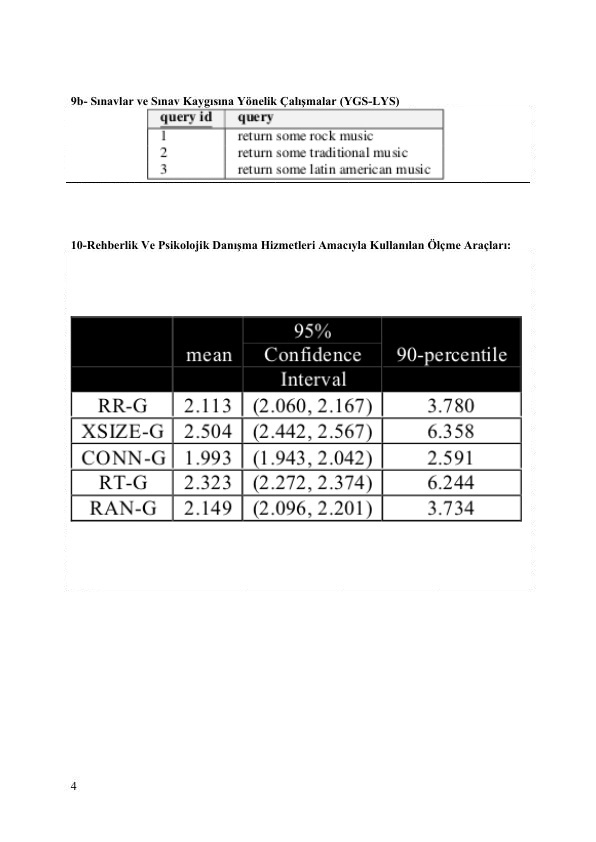 9b- Sınavlar ve Sınav Kaygısına Yönelik Çalışmalar (YGS-LYS)
query id query
1 return some rock music
2 return some traditional music
3 return some latin american music
10-Rehberlik Ve Psikolojik Danışma Hizmetleri Amacıyla Kullanılan Ölçme Araçları:
95%
mean Confidence 90-percentile
Interval
RR-G 2.113 (2.060, 2.167) 3.780
XSIZE-G 2.504 (2.442, 2.567) 6.358
CONN-G 1.993 (1.943, 2.042) 2.591
RT-G 2.323 (2.272, 2.374) 6.244
RAN-G 2.149 (2.096, 2.201) 3.734
4